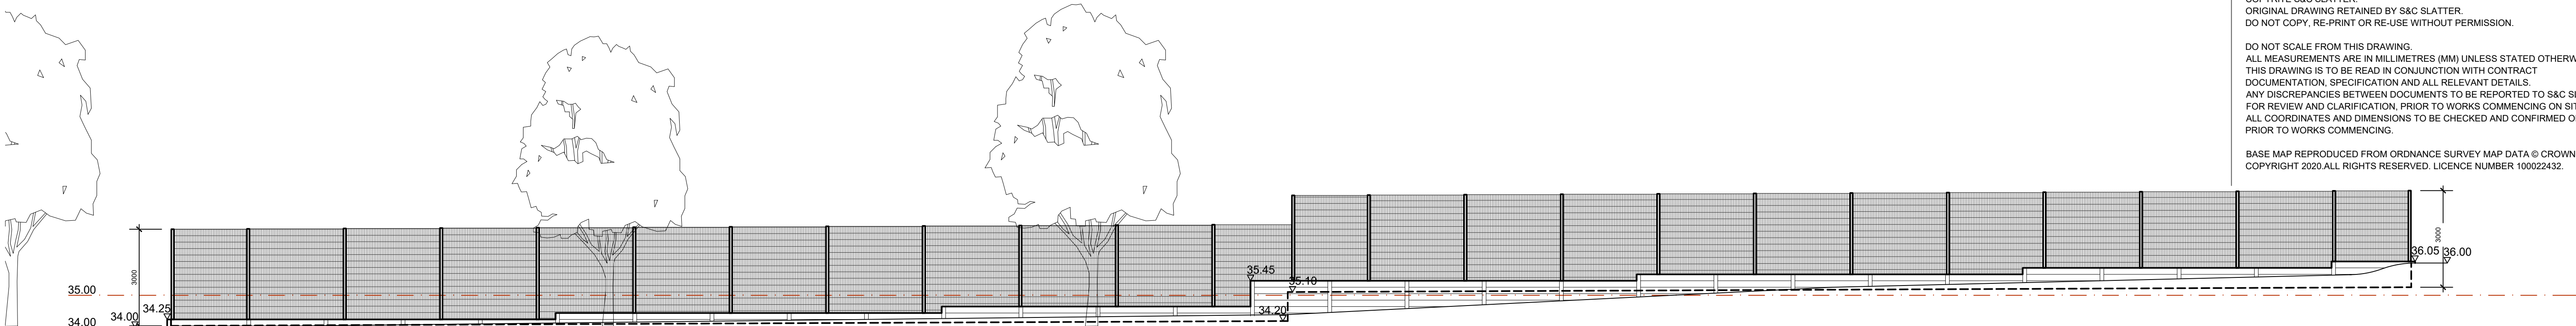 ORIGINAL DRAWING RETAINED BY S&C SLATTER.
DO NOT COPY, RE-PRINT OR RE-USE WITHOUT PERMISSION.
DO NOT SCALE FROM THIS DRAWING.
ALL MEASUREMENTS ARE IN MILLIMETRES (MM) UNLESS STATED
THIS DRAWING IS TO BE READ IN CONJUNCTION WITH CONTRACT
DOCUMENTATION, SPECIFICATION AND ALL RELEVANT DETAILS.
ANY DISCREPANCIES BETWEEN DOCUMENTS TO BE REPORTED TO S&C
FOR REVIEW AND CLARIFICATION, PRIOR TO WORKS COMMENCING ON
ALL COORDINATES AND DIMENSIONS TO BE CHECKED AND CONFIRMED
PRIOR TO WORKS COMMENCING.
BASE MAP REPRODUCED FROM ORDNANCE SURVEY MAP DATA © CROWN
COPYRIGHT 2020.ALL RIGHTS RESERVED. LICENCE NUMBER 100022432.
3000
3000
36.05
36.00
35.45
35.10
35.00
34.25
34.20
34.00
34.00